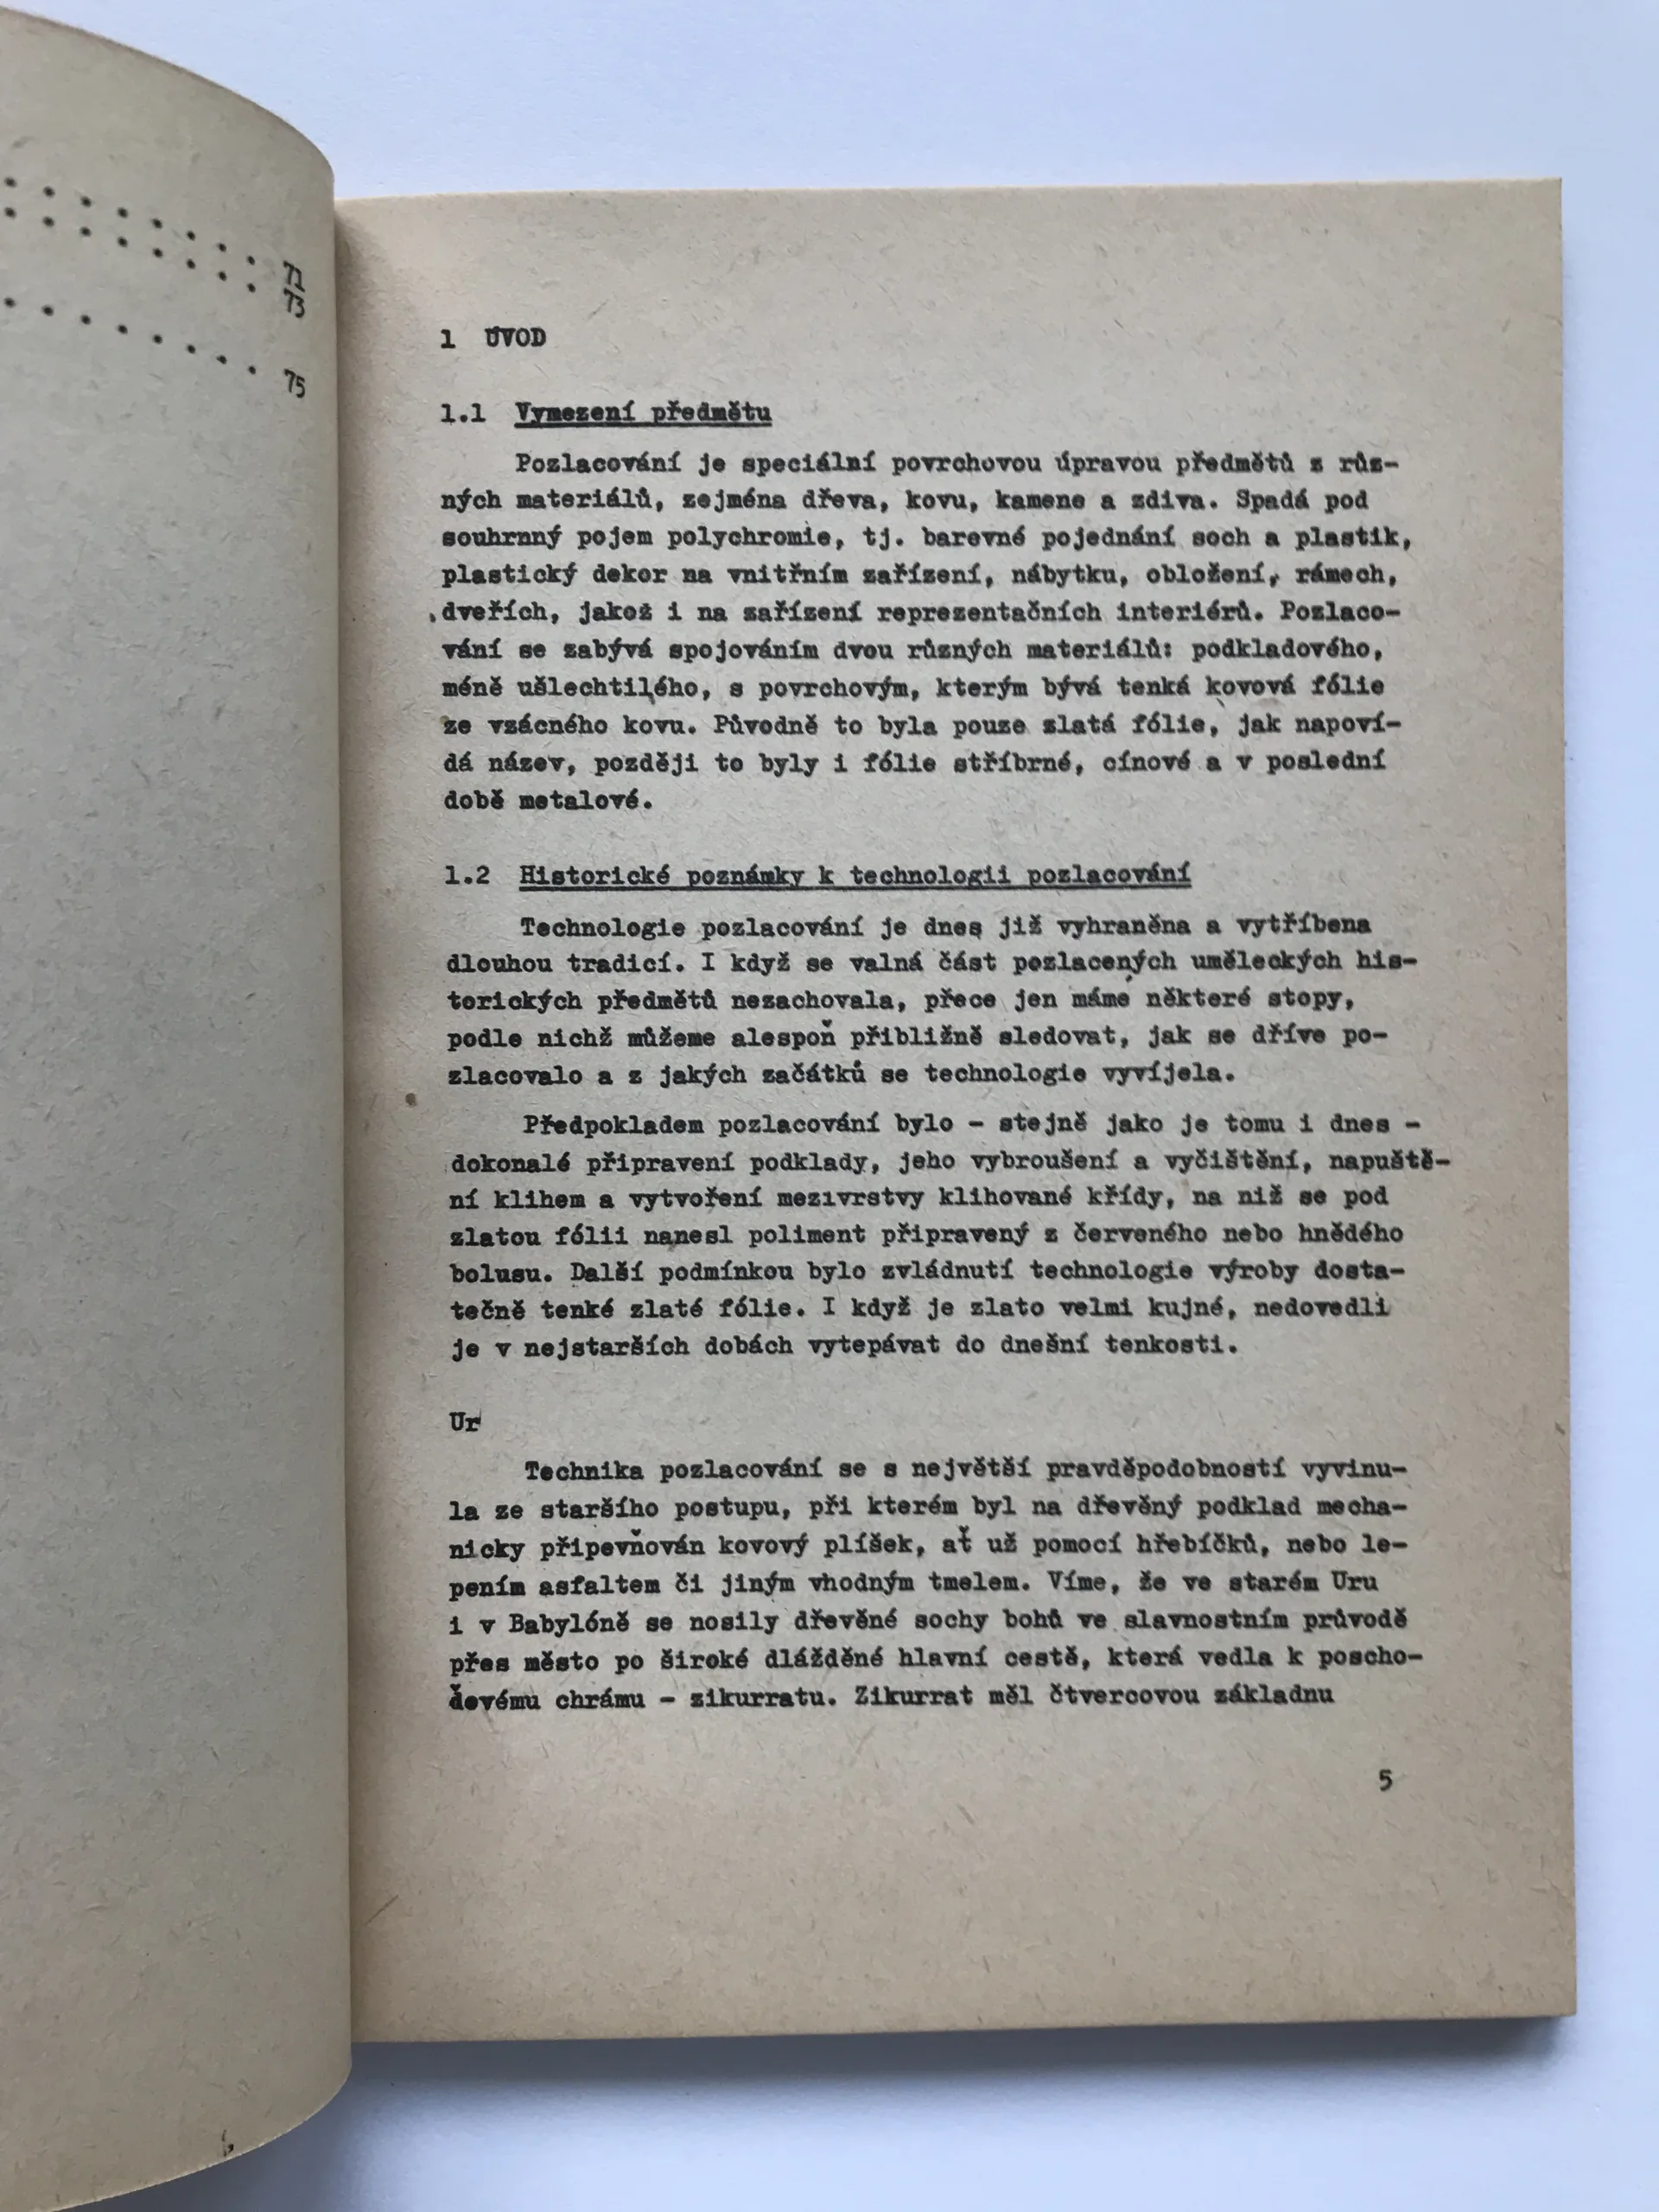 72
73
75
1 ÚVOD
1.1 Vymezení předmětu
Pozlacování je speciální povrchovou úpravou předmětů z růz-
ných materiálů, zejména dřeva, kovu, kamene a zdiva. Spadá pod
souhrnný pojem polychromie, tj. barevné pojednání soch a plastik,
plastický dekor na vnitřním zařízení, nábytku, obložení, rámech,
dveřích, jakož i na zařízení reprezentačních interiérů. Pozlaco-
vání se zabývá spojováním dvou různých materiálů: podkladového,
méně ušlechtilého, s povrchovým, kterým bývá tenká kovová fólie
ze vzácného kovu. Původně to byla pouze zlatá fólie, jak napoví-
dá název, později to byly i fólie stříbrné, cínové a v poslední
době metalové.
1.2 Historické poznámky k technologii pozlacování
Technologie pozlacování je dnes již vyhraněna a vytříbena
dlouhou tradicí. I když se valná část pozlacených uměleckých his-
torických předmětů nezachovala, přece jen máme některé stopy,
podle nichž můžeme alespoň přibližně sledovat, jak se dříve po-
zlacovalo a z jakých začátků se technologie vyvíjela.
Předpokladem pozlacování bylo - stejně jako je tomu i dnes -
dokonalé připravení podklady, jeho vybroušení a vyčištění, napuště-
ní klihem a vytvoření mezivrstvy klihované křídy, na niž se pod
zlatou fólii nanesl poliment připravený z červeného nebo hnědého
bolusu. Další podmínkou bylo zvládnutí technologie výroby dosta-
tečně tenké zlaté fólie. I když je zlato velmi kujné, nedovedli
je v nejstarších dobách vytepávat do dnešní tenkosti.
Ur
Technika pozlacování se s největší pravděpodobností vyvinu-
la ze staršího postupu, při kterém byl na dřevěný podklad mecha-
nicky připevňován kovový plíšek, ať už pomocí hřebíčků, nebo le-
pením asfaltem či jiným vhodným tmelem. Víme, že ve starém Uru
i v Babylóně se nosily dřevěné sochy bohů ve slavnostním průvodě
přes město po široké dlážděné hlavní cestě, která vedla k poscho-
ďovému chrámu - zikurratu. Zikurrat měl čtvercovou základnu
5